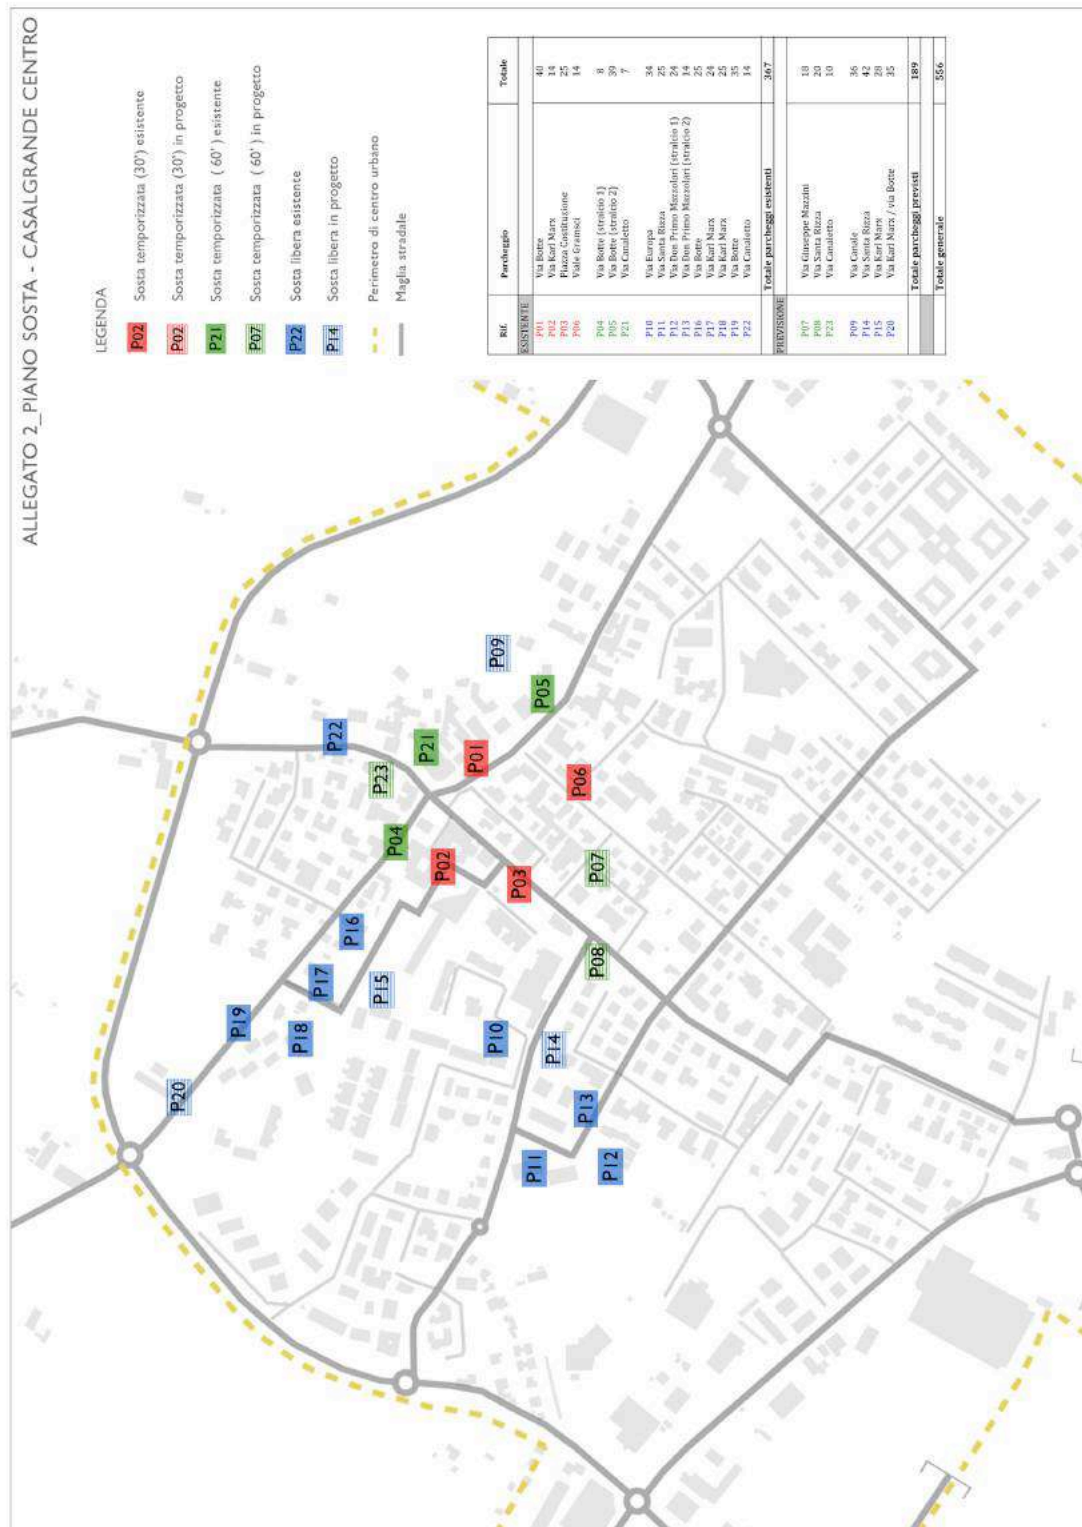 ALLEGATO 2_PIANO SOSTA - CASALGRANDE CENTRO
LEGENDA
P02 Sosta temporizzata (30') esistente
P02 Sosta temporizzata (30') in progetto
P21 Sosta temporizzata ( 60' ) esistente
P07 Sosta temporizzata ( 60' ) in progetto
P22 Sosta libera esistente
P14 Sosta libera in progetto
Perimetro di centro urbano
Maglia stradale
Rif. Parcheggio Totale
ESISTENTE
P01 Via Botte 40
P02 Via Karl Marx 14
P03 Piazza Costituzione 25
P06 Viale Gramsci 14
P04 Via Botte (stralcio 1) 8
P05 Via Botte (stralcio 2) 39
P21 Via Canaletto 7
P10 Via Europa 34
P11 Via Santa Rizza 25
P12 Via Don Primo Mazzolari (stralcio 1) 24
P13 Via Don Primo Mazzolari (stralcio 2) 14
P16 Via Botte 25
P17 Via Karl Marx 24
P18 Via Karl Marx 25
P19 Via Botte 35
P22 Via Canaletto 14
Totale parcheggi esistenti 367
PREVISIONE
P07 Via Giuseppe Mazzini 18
P08 Via Santa Rizza 20
P23 Via Canaletto 10
P09 Via Canale 36
P14 Via Santa Rizza 42
P15 Via Karl Marx 28
P20 Via Karl Marx / via Botte 35
Totale parcheggi previsti 189
Totale generale 556
P20
P19
P18
P17
P16
P15
P22
P23
P21
P04
P02
P01
P03
P09
P05
P06
P07
P08
P10
P14
P11
P13
P12